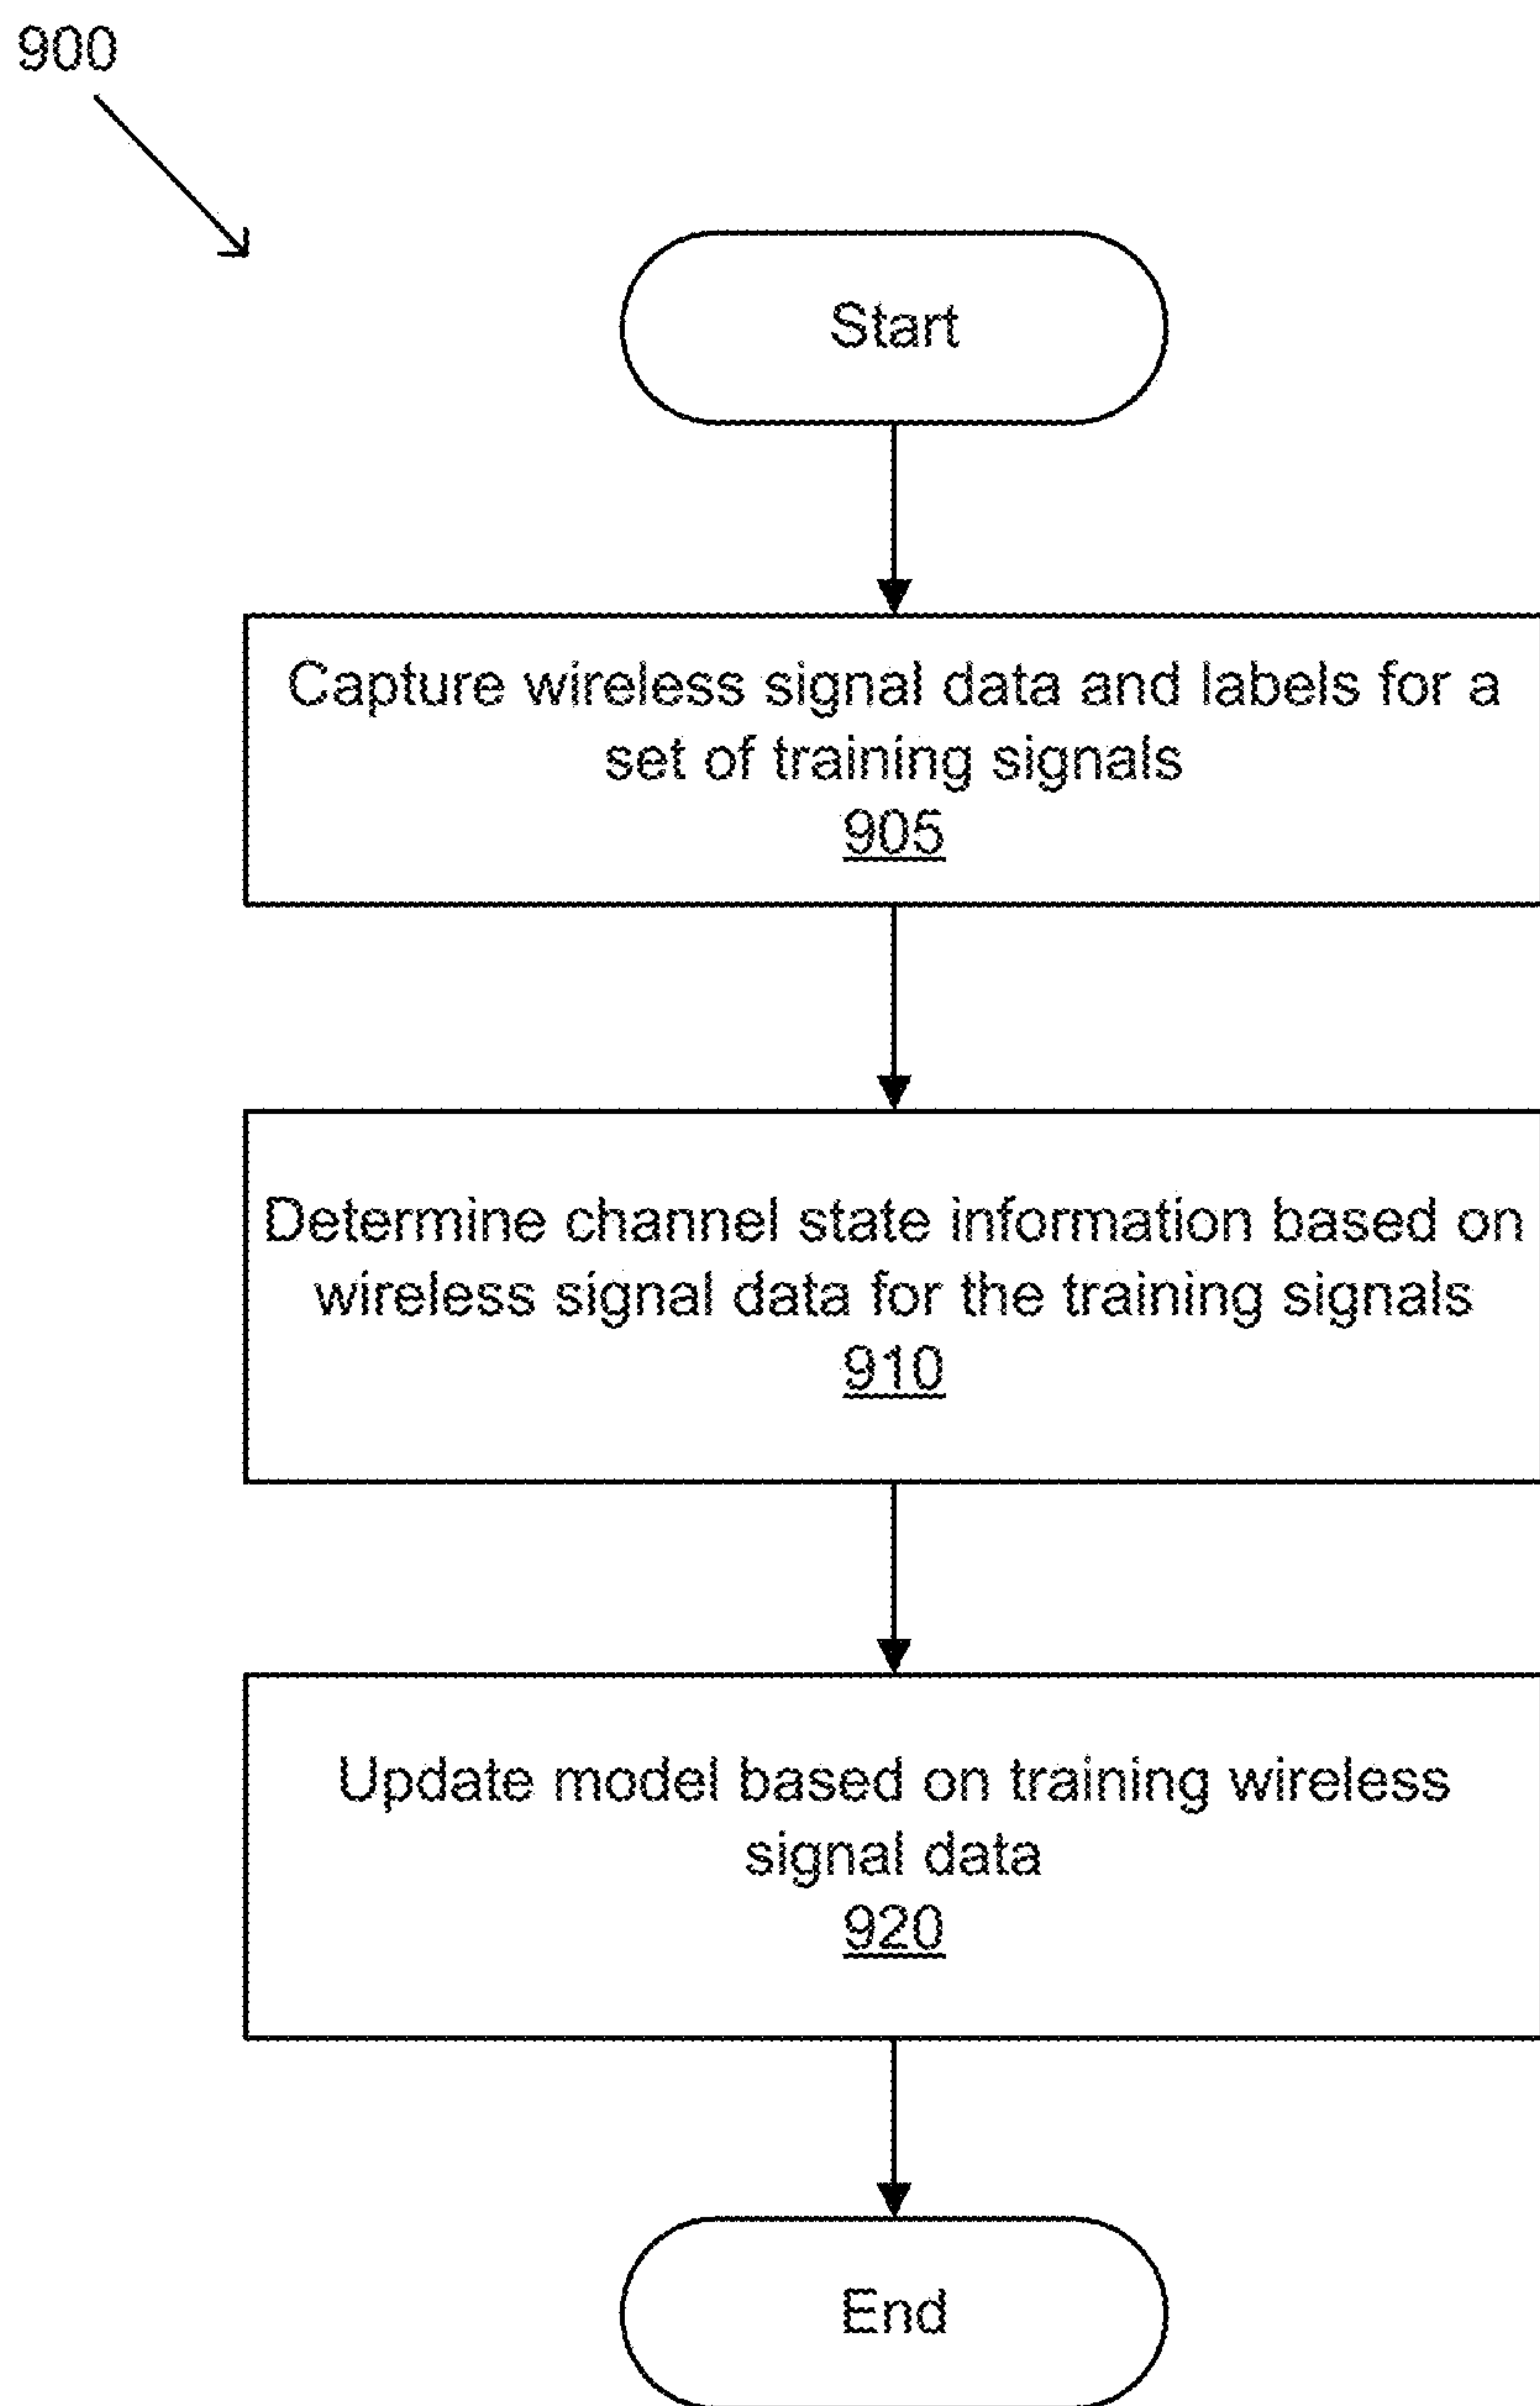 900
Start
Capture wireless signal data and labels for a
set of training signals
905
Determine channel state information based on
wireless signal data for the training signals
910
Update model based on training wireless
signal data
920
End